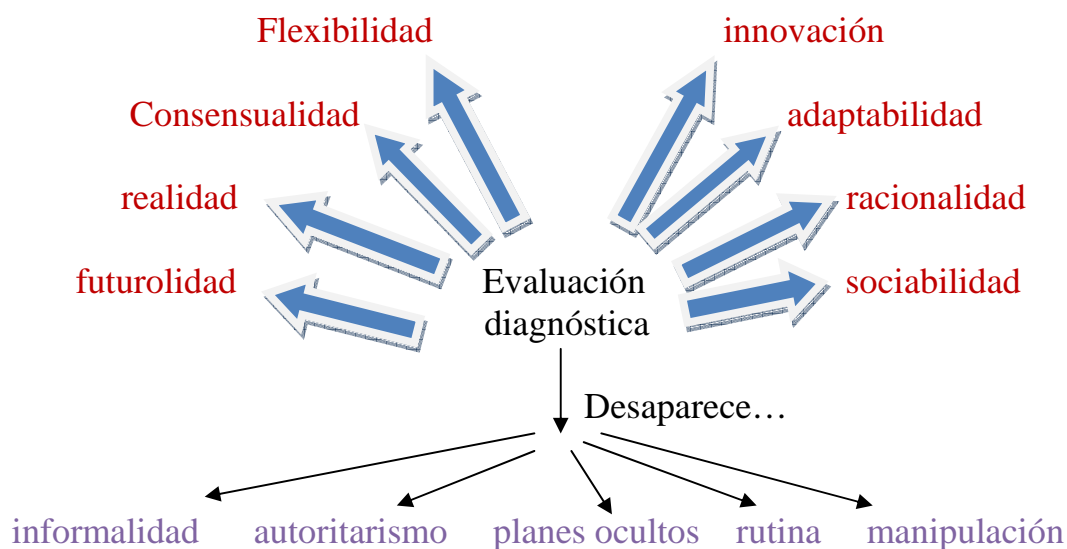 Flexibilidad
innovación
Consensualidad
adaptabilidad
realidad
racionalidad
futurolidad
Evaluación
diagnóstica
sociabilidad
Desaparece…
informalidad autoritarismo planes ocultos rutina manipulación